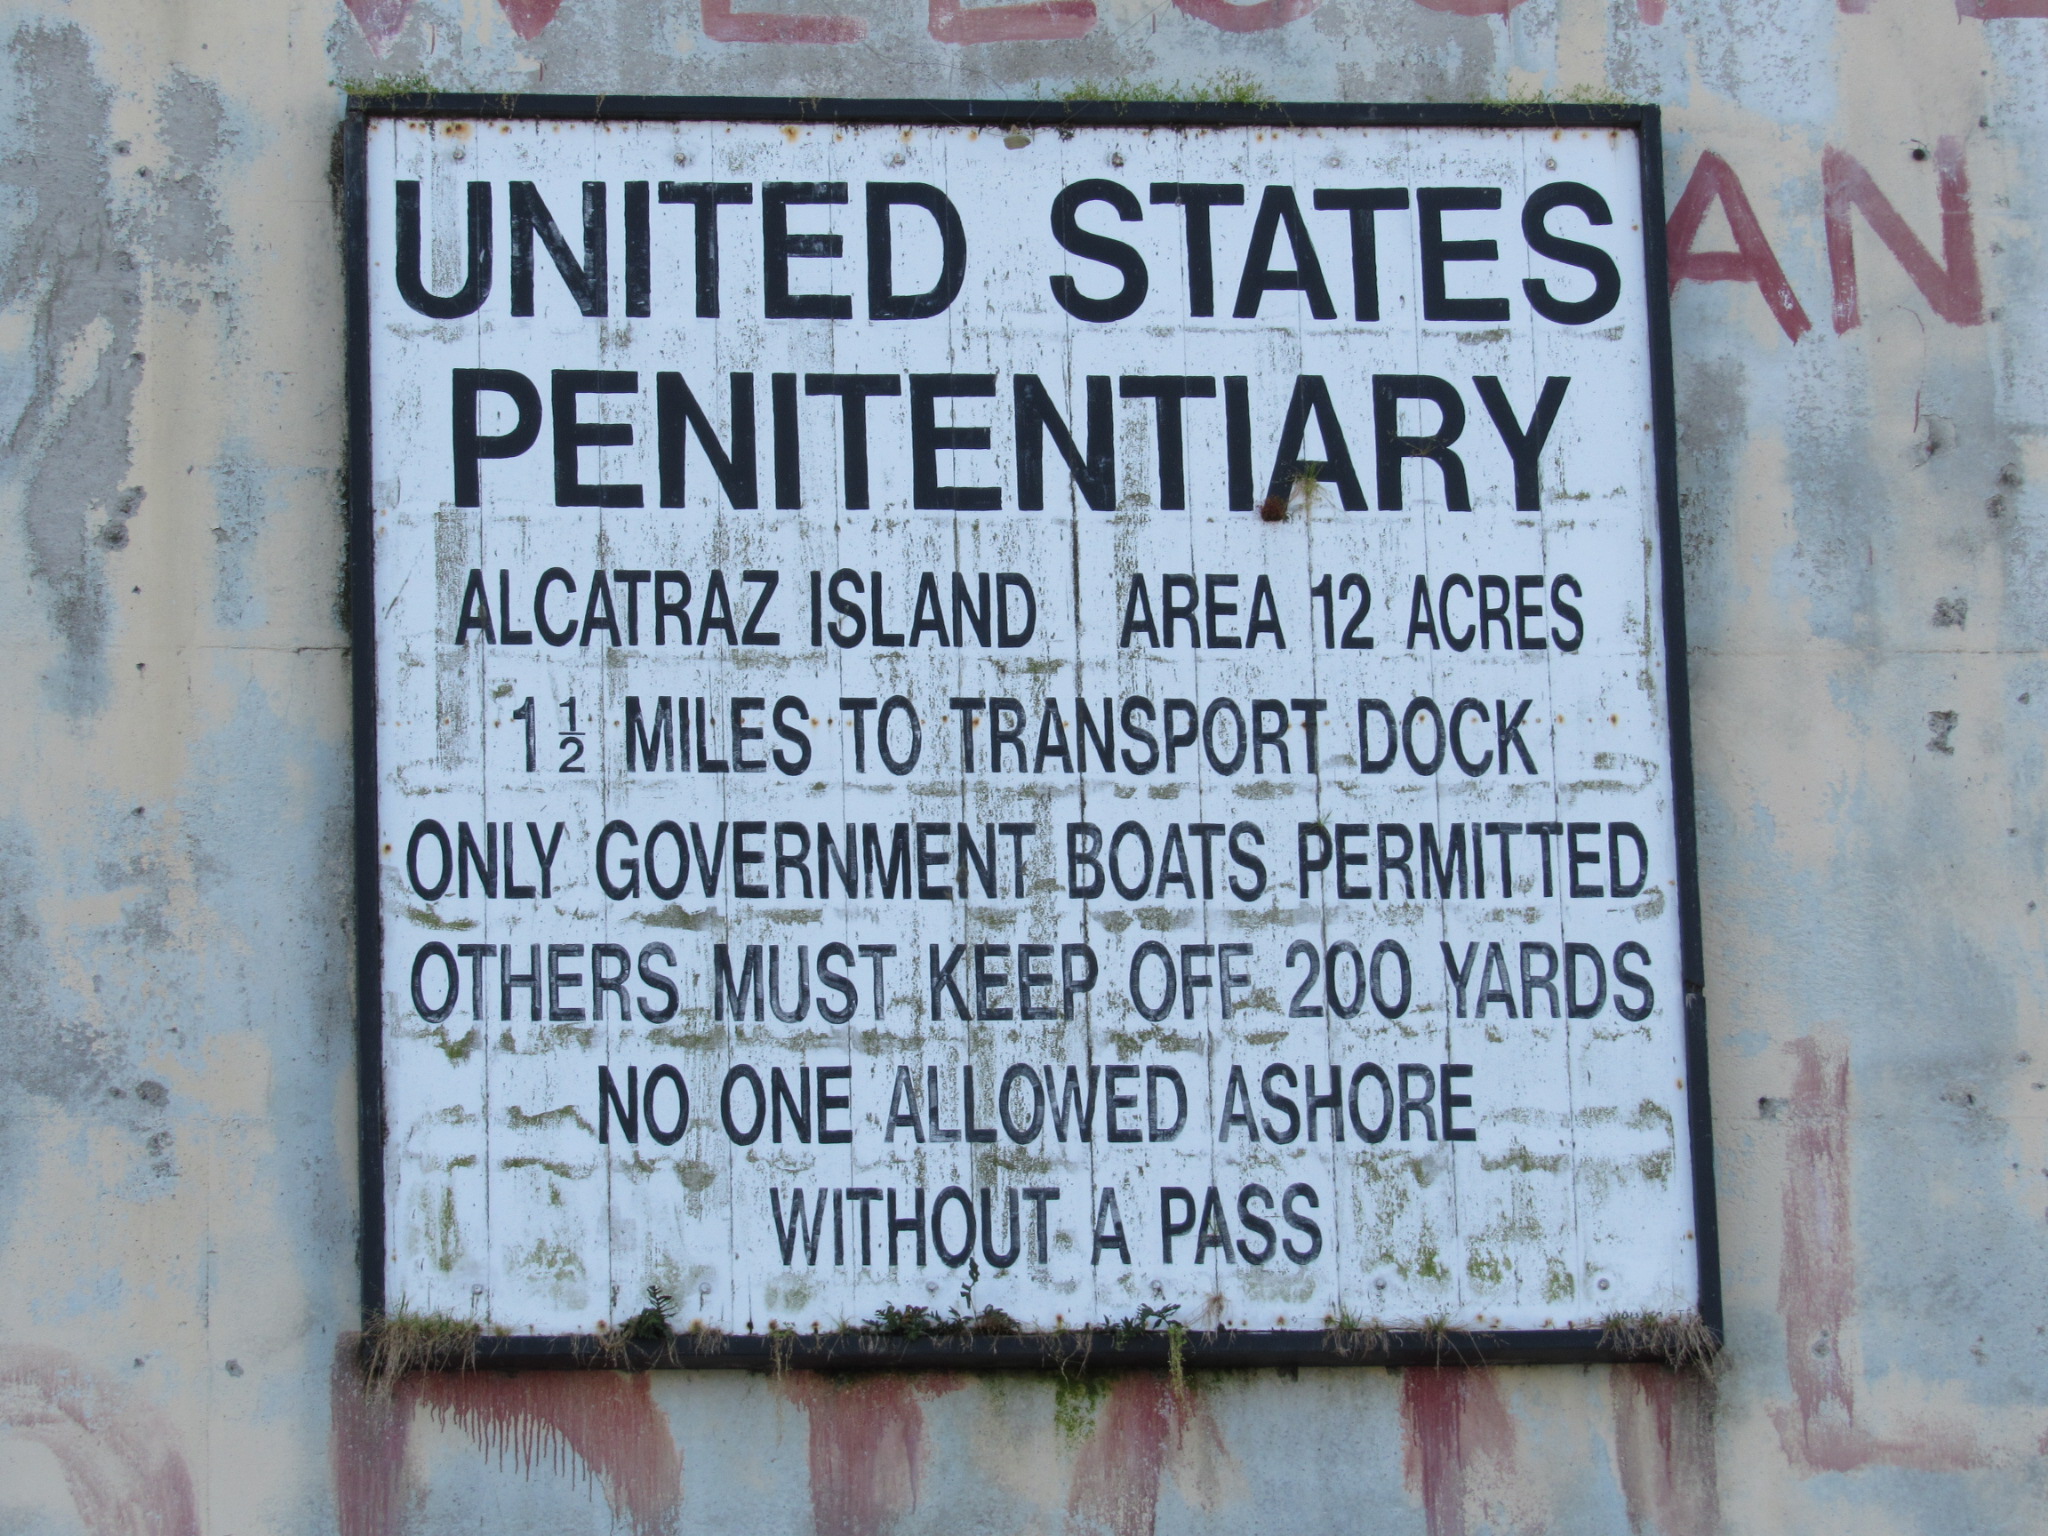 UNITED STATES
PENITENTIARY
ALCATRAZ ISLAND AREA 12 ACRES
1½ MILES TO TRANSPORT DOCK
ONLY GOVERNMENT BOATS PERMITTED
OTHERS MUST KEEP OFF 200 YARDS
NO ONE ALLOWED ASHORE
WITHOUT A PASS